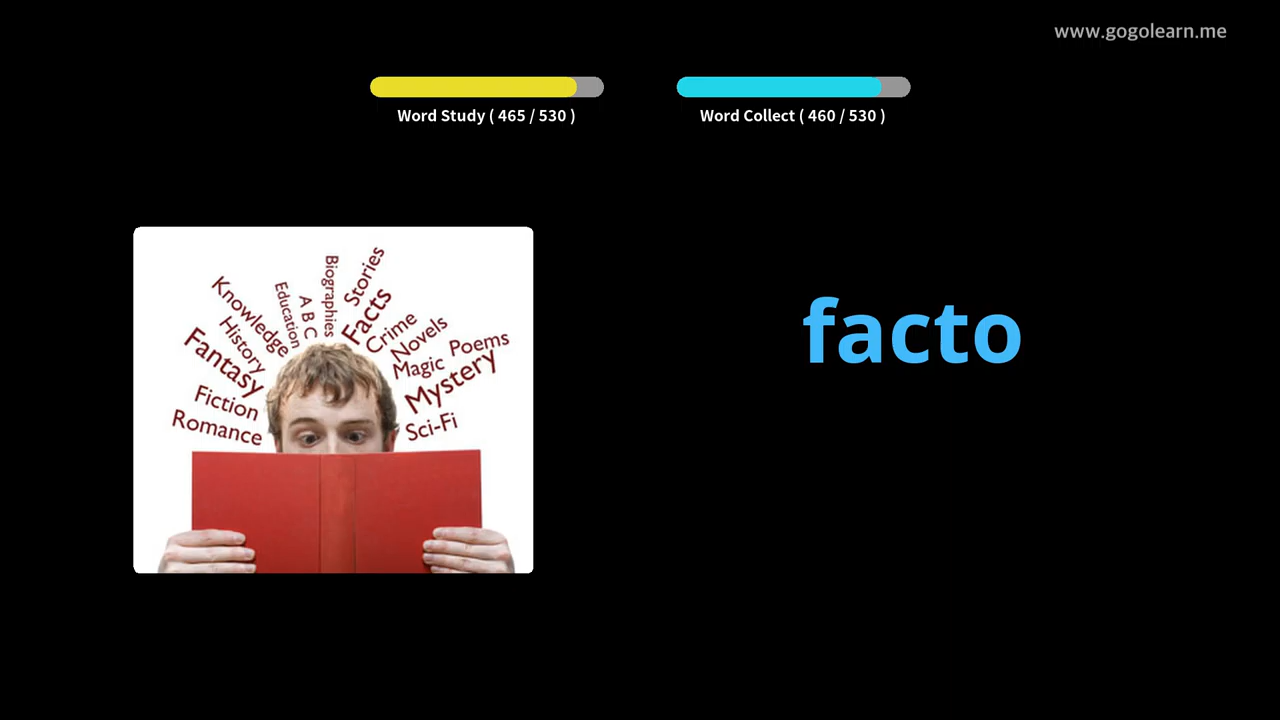 www.gogolearn.me
Word Study ( 465 / 530 )
Word Collect ( 460 / 530 )
Biographies
Stories
Education
A B C
Facts
Knowledge
Crime
History
Novels
Poems
Fantasy
Magic
Mystery
Fiction
Romance
Sci-Fi
facto